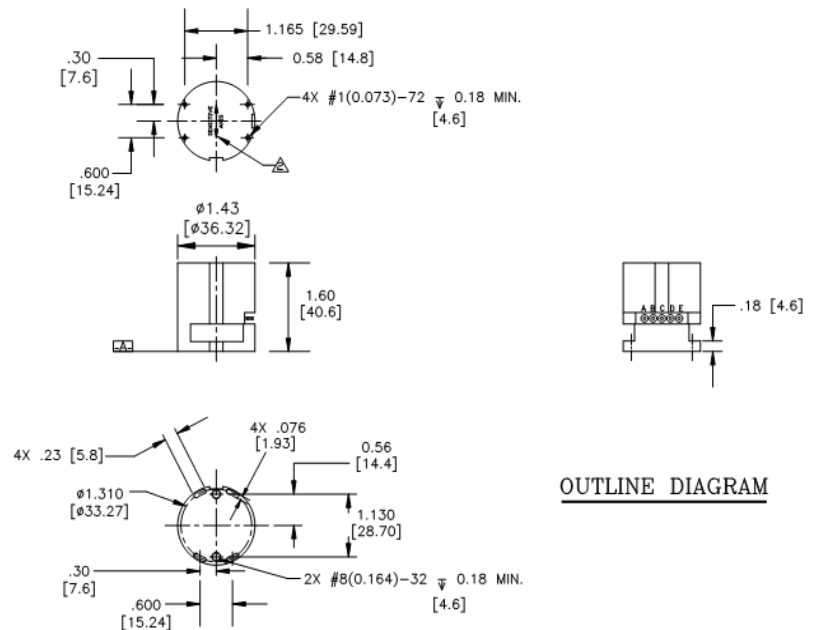 1.165 [29.59]
.30
[7.6]
0.58 [14.8]
4X #1(0.073)-72 ↧ 0.18 MIN.
[4.6]
SENSITIVE
AXIS
C
.600
[15.24]
ø1.43
[ø36.32]
1.60
[40.6]
-A-
A B C D E
.18 [4.6]
4X .076
[1.93]
4X .23 [5.8]
0.56
[14.4]
ø1.310
[ø33.27]
1.130
[28.70]
OUTLINE DIAGRAM
.30
[7.6]
2X #8(0.164)-32 ↧ 0.18 MIN.
[4.6]
.600
[15.24]